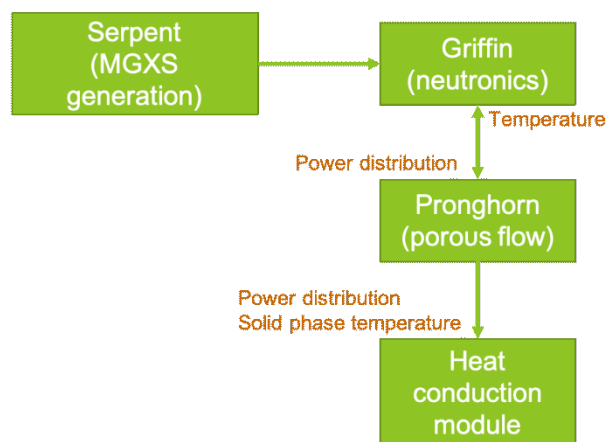 Serpent
(MGXS
generation)
Griffin
(neutronics)
Temperature
Power distribution
Pronghorn
(porous flow)
Power distribution
Solid phase temperature
Heat
conduction
module